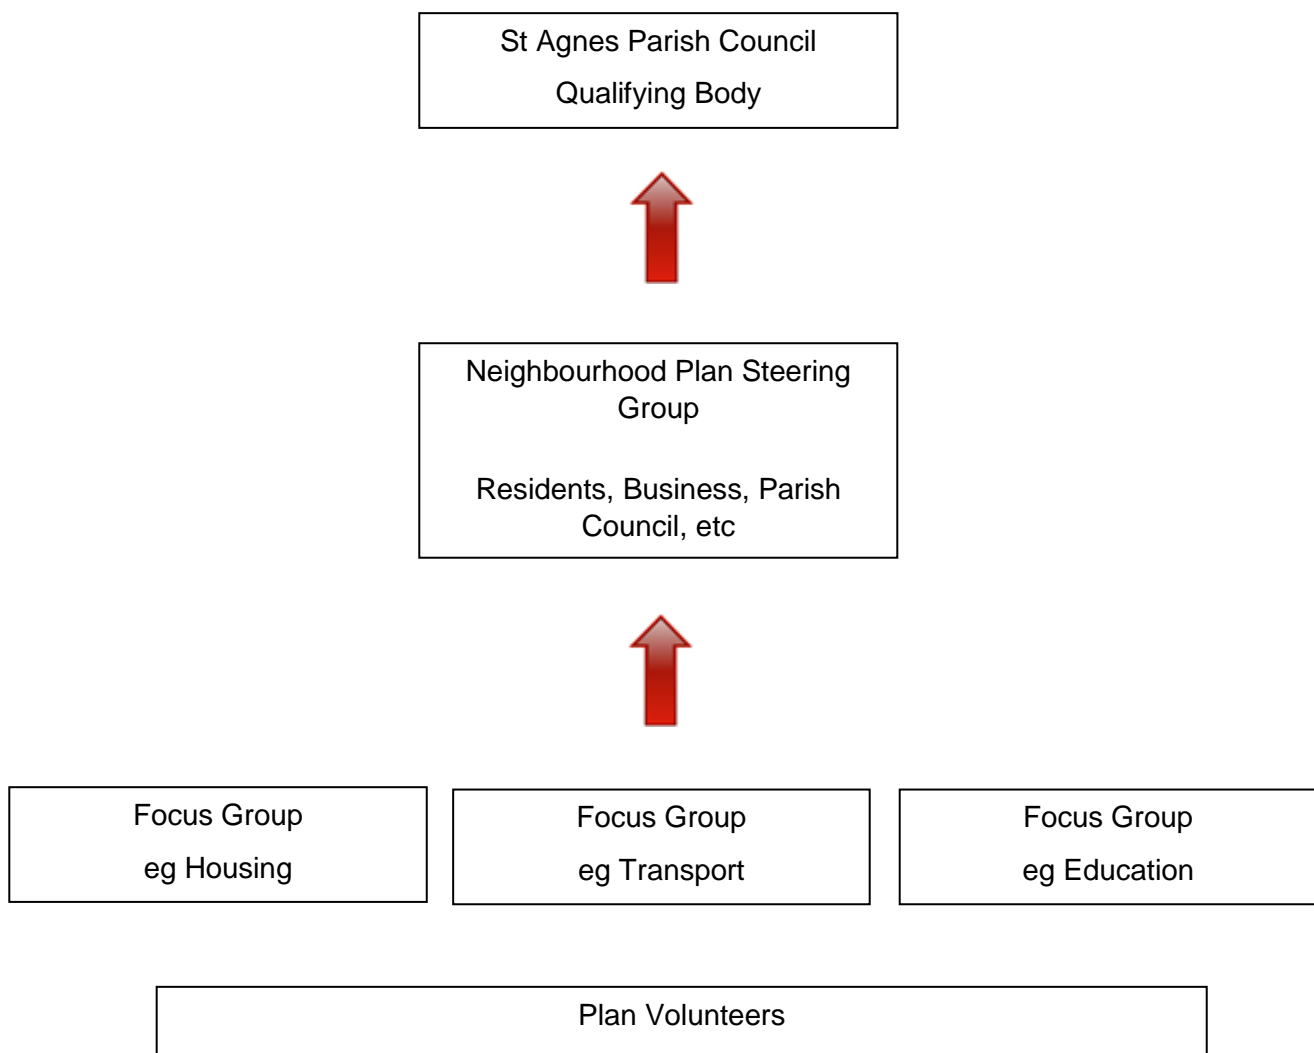 St Agnes Parish Council
Qualifying Body
Neighbourhood Plan Steering
Group
Residents, Business, Parish
Council, etc
Focus Group
eg Housing
Focus Group
eg Transport
Focus Group
eg Education
Plan Volunteers